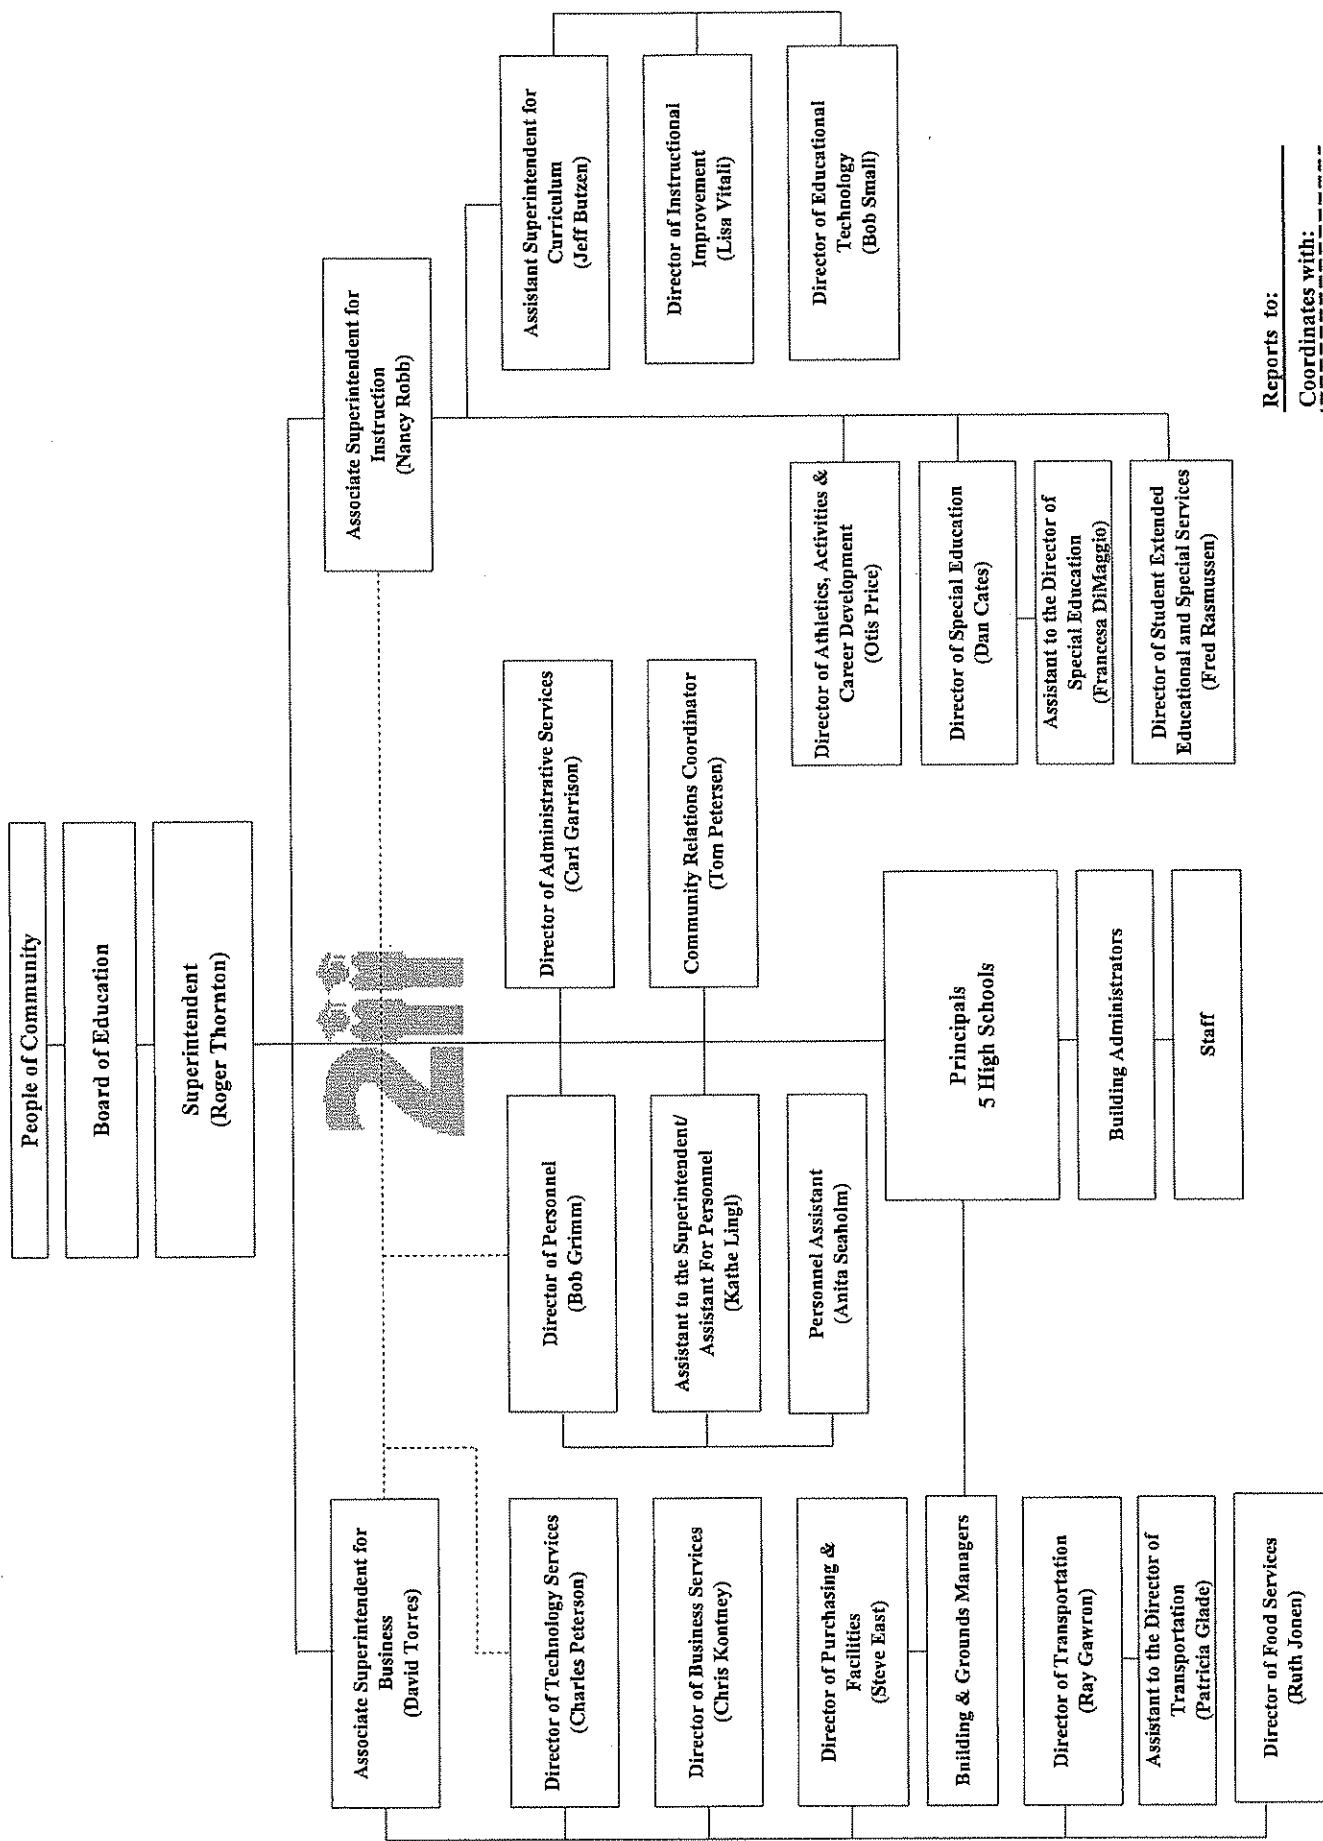 People of Community
Board of Education
Superintendent
(Roger Thornton)
211
Associate Superintendent for
Business
(David Torres)
Associate Superintendent for
Instruction
(Nancy Robb)
Director of Technology Services
(Charles Peterson)
Director of Business Services
(Chris Kontney)
Director of Purchasing &
Facilities
(Steve East)
Building & Grounds Managers
Director of Transportation
(Ray Gawron)
Assistant to the Director of
Transportation
(Patricia Glade)
Director of Food Services
(Ruth Jonen)
Director of Personnel
(Bob Grimm)
Assistant to the Superintendent/
Assistant For Personnel
(Kathe Lingl)
Personnel Assistant
(Anita Seaholm)
Director of Administrative Services
(Carl Garrison)
Community Relations Coordinator
(Tom Petersen)
Principals
5 High Schools
Building Administrators
Staff
Assistant Superintendent for
Curriculum
(Jeff Butzen)
Director of Instructional
Improvement
(Lisa Vitali)
Director of Educational
Technology
(Bob Small)
Director of Athletics, Activities &
Career Development
(Otis Price)
Director of Special Education
(Dan Cates)
Assistant to the Director of
Special Education
(Francesa DiMaggio)
Director of Student Extended
Educational and Special Services
(Fred Rasmussen)
Reports to:
Coordinates with: